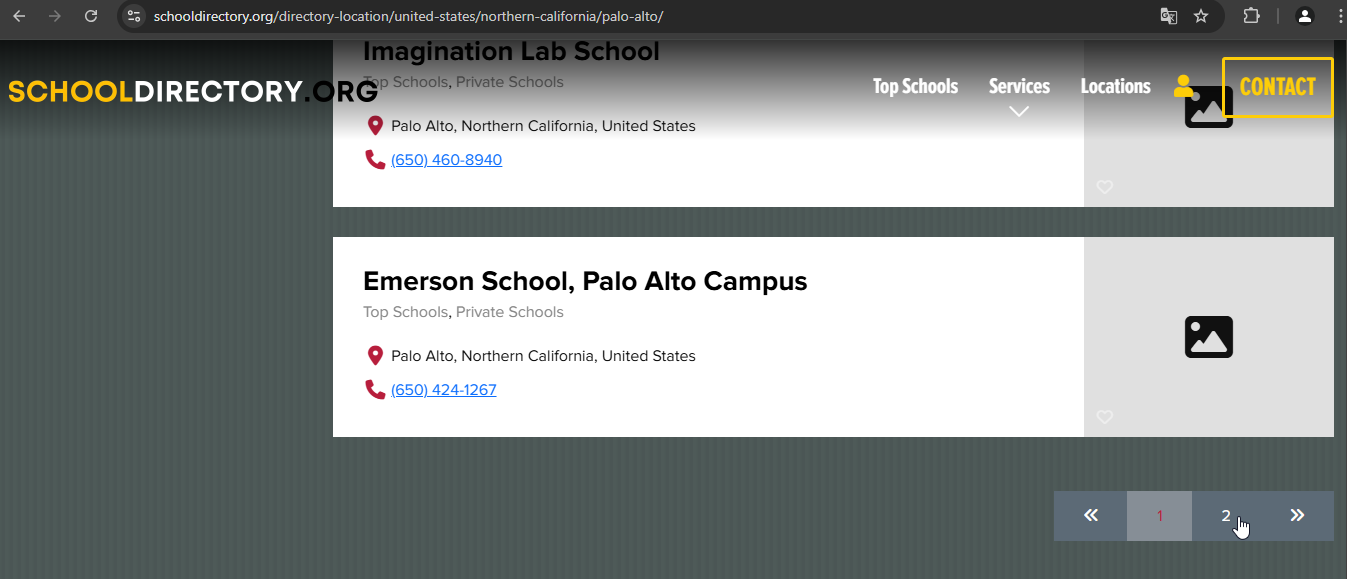 schooldirectory.org/directory-location/united-states/northern-california/palo-alto/
Imagination Lab School
Top Schools, Private Schools
SCHOOLDIRECTORY.ORG
Top Schools
Services
Locations
CONTACT
Palo Alto, Northern California, United States
(650) 460-8940
Emerson School, Palo Alto Campus
Top Schools, Private Schools
Palo Alto, Northern California, United States
(650) 424-1267
« 1 2 »